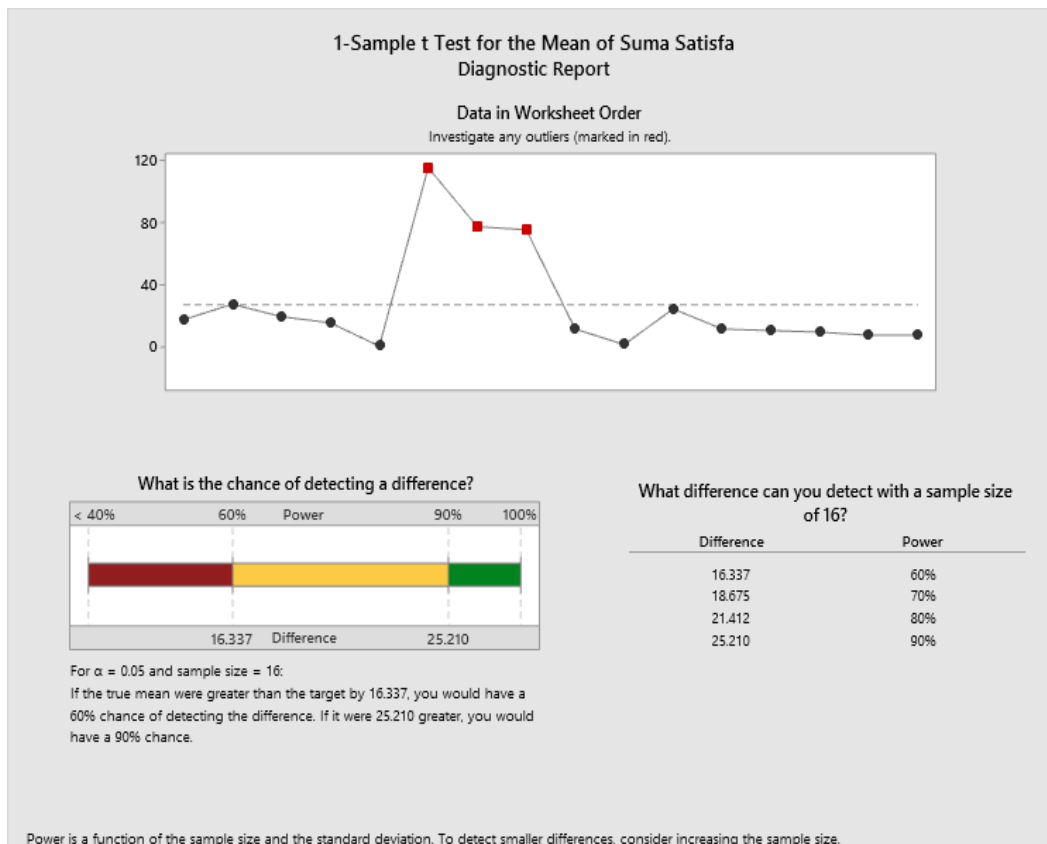 1-Sample t Test for the Mean of Suma Satisfa
Diagnostic Report
Data in Worksheet Order
Investigate any outliers (marked in red).
120
80
40
0
What is the chance of detecting a difference?
< 40% 60% Power 90% 100%
16.337 Difference 25.210
For α = 0.05 and sample size = 16:
If the true mean were greater than the target by 16.337, you would have a
60% chance of detecting the difference. If it were 25.210 greater, you would
have a 90% chance.
What difference can you detect with a sample size
of 16?
Difference Power
16.337 60%
18.675 70%
21.412 80%
25.210 90%
Power is a function of the sample size and the standard deviation. To detect smaller differences, consider increasing the sample size.